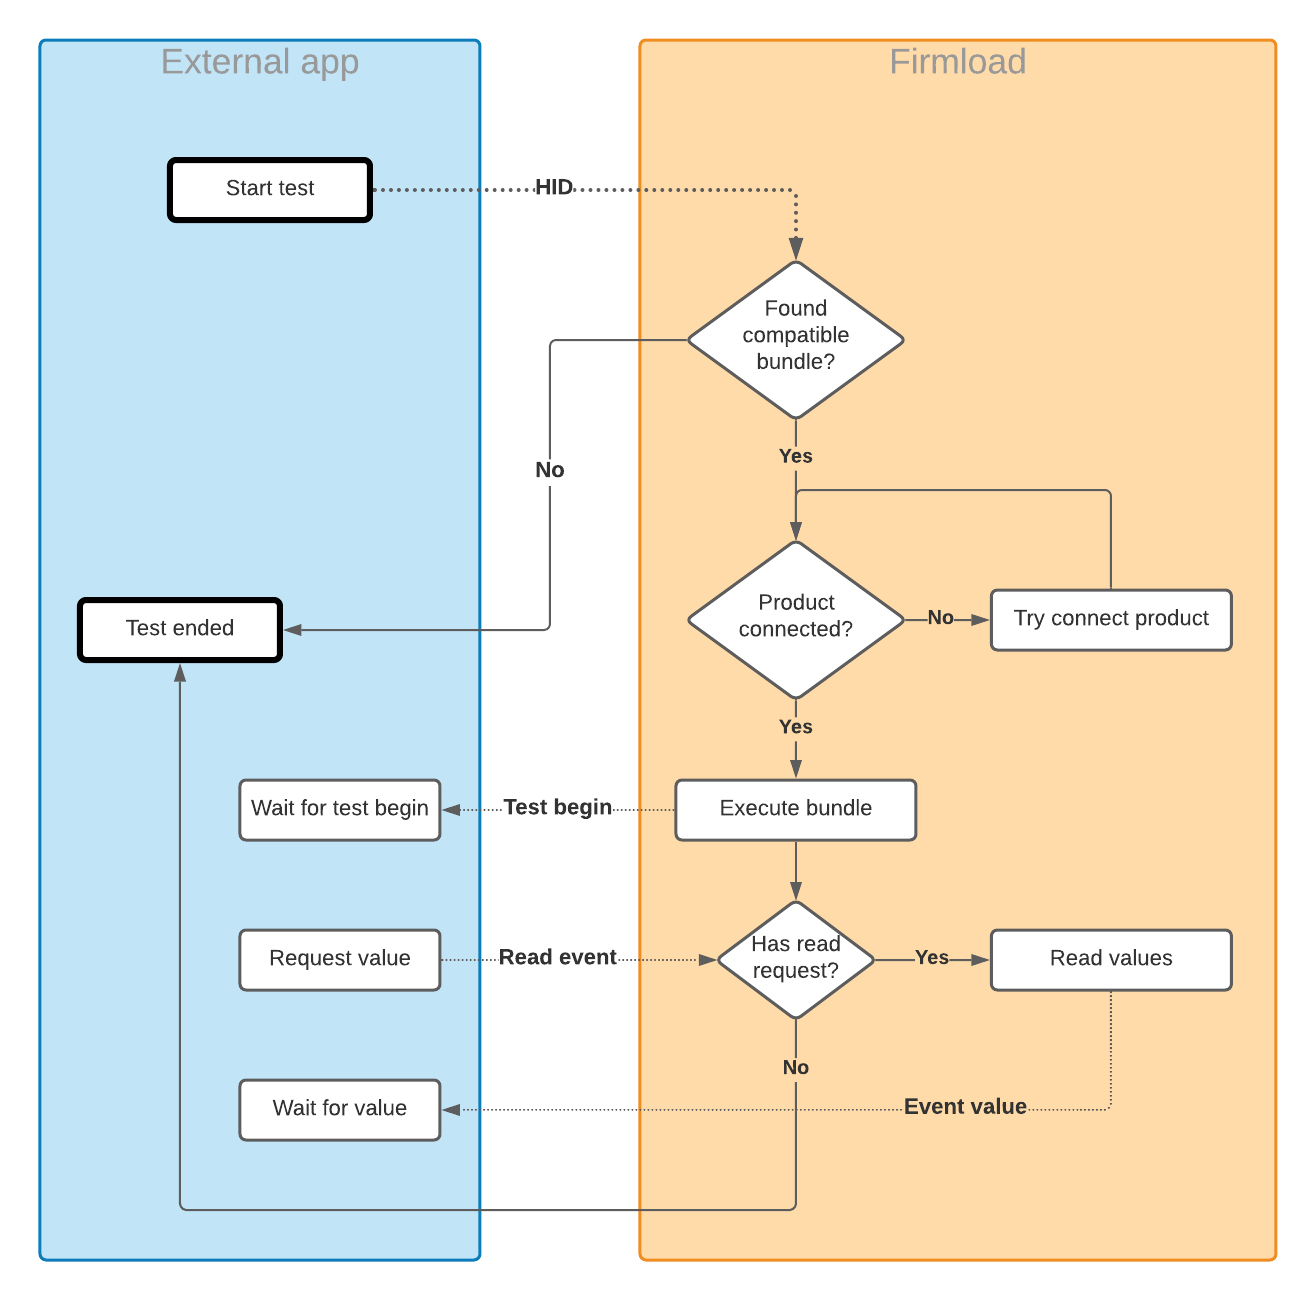 External app
Firmload
Start test
HID
Found
compatible
bundle?
Yes
No
Product
connected?
No
Try connect product
Test ended
Yes
Wait for test begin
Test begin
Execute bundle
Request value
Read event
Has read
request?
Yes
Read values
No
Wait for value
Event value